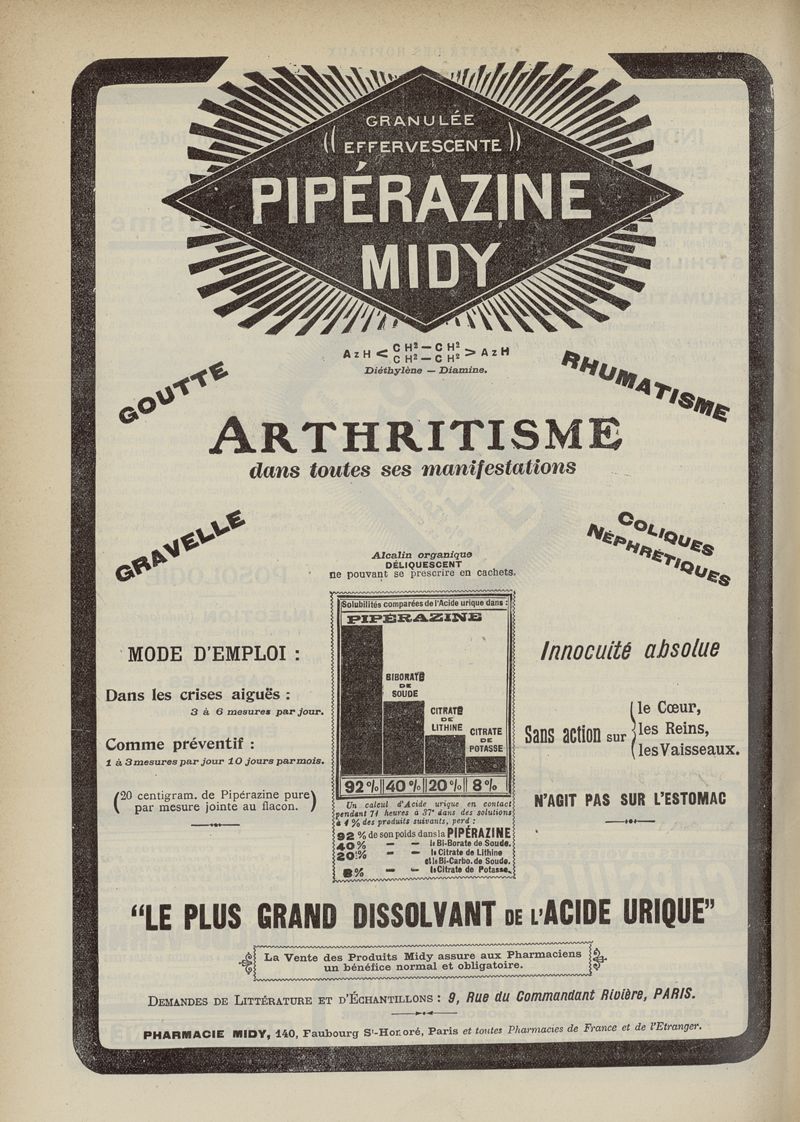 GRANULÉE
((EFFERVESCENTE))
PIPÉRAZINE
MIDY
AzH < CH² — CH² > AzH
CH² — CH²
Diéthylène — Diamine.
GOUTTE
RHUMATISME
ARTHRITISME
dans toutes ses manifestations
GRAVELLE
COLIQUES
NÉPHRÉTIQUES
Alcalin organique
DÉLIQUESCENT
ne pouvant se prescrire en cachets.
MODE D'EMPLOI :
Dans les crises aiguës :
3 à 6 mesures par jour.
Comme préventif :
1 à 3 mesures par jour 10 jours par mois.
(20 centigram. de Pipérazine pure
par mesure jointe au flacon.)
Solubilités comparées de l'Acide urique dans :
PIPÉRAZINE
BIBORATE
DE
SOUDE
CITRATE
DE
LITHINE
CITRATE
DE
POTASSE
92% 40% 20% 8%
Un calcul d'Acide urique en contact
pendant 74 heures à 37° dans des solutions
à 4 % des produits suivants, perd :
92 % de son poids dans la PIPÉRAZINE
40 % — — le Bi-Borate de Soude.
20 % — — le Citrate de Lithine
et le Bi-Carbo. de Soude.
8 % — — le Citrate de Potasse.
Innocuité absolue
Sans action sur
le Cœur,
les Reins,
les Vaisseaux.
N'AGIT PAS SUR L'ESTOMAC
"LE PLUS GRAND DISSOLVANT DE L'ACIDE URIQUE"
La Vente des Produits Midy assure aux Pharmaciens
un bénéfice normal et obligatoire.
DEMANDES DE LITTÉRATURE ET D'ÉCHANTILLONS : 9, Rue du Commandant Rivière, PARIS.
PHARMACIE MIDY, 140, Faubourg S^t-Honoré, Paris et toutes Pharmacies de France et de l'Etranger.